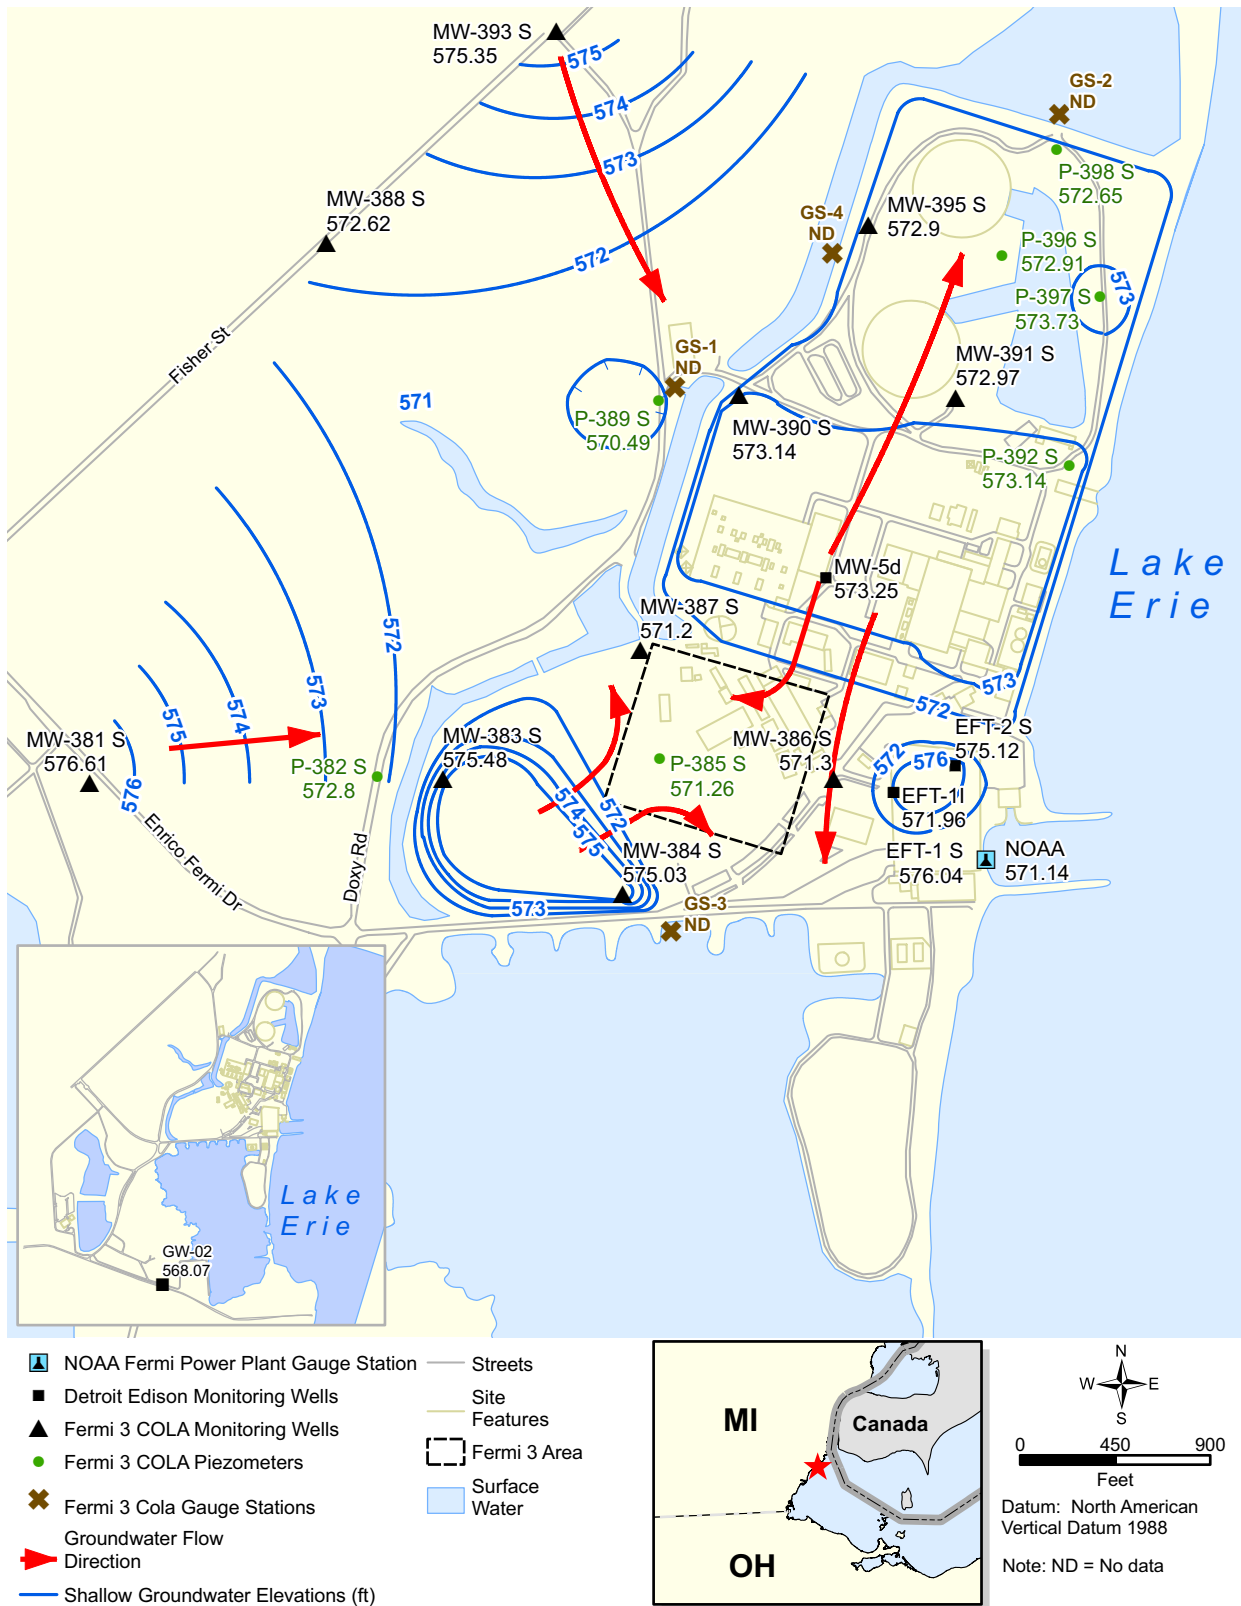 MW-393 S
575.35
575
574
573
572
GS-2
ND
P-398 S
572.65
MW-388 S
572.62
GS-4
ND
MW-395 S
572.9
P-396 S
572.91
P-397 S
573.73
573
Fisher St
GS-1
ND
MW-391 S
572.97
571
P-389 S
570.49
MW-390 S
573.14
P-392 S
573.14
Lake
Erie
MW-5d
573.25
MW-387 S
571.2
572
573
574
575
576
573
572
MW-381 S
576.61
P-382 S
572.8
MW-383 S
575.48
MW-386 S
571.3
P-385 S
571.26
EFT-2 S
575.12
572
576
EFT-1I
571.96
574
572
575
MW-384 S
575.03
EFT-1 S
576.04
NOAA
571.14
Enrico Fermi Dr
Doxy Rd
573
GS-3
ND
Lake
Erie
GW-02
568.07
NOAA Fermi Power Plant Gauge Station
Detroit Edison Monitoring Wells
Fermi 3 COLA Monitoring Wells
Fermi 3 COLA Piezometers
Fermi 3 Cola Gauge Stations
Groundwater Flow
Direction
Shallow Groundwater Elevations (ft)
Streets
Site
Features
Fermi 3 Area
Surface
Water
MI
Canada
OH
N
W E
S
0 450 900
Feet
Datum: North American
Vertical Datum 1988
Note: ND = No data